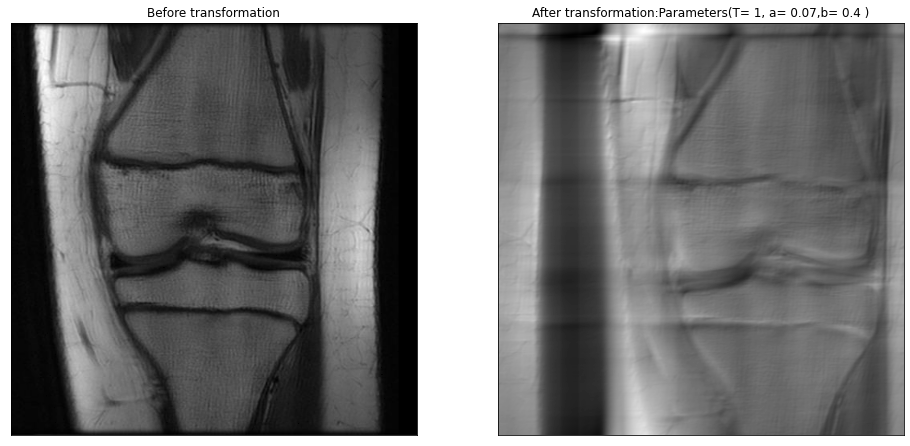 Before transformation
After transformation:Parameters(T= 1, a= 0.07,b= 0.4 )